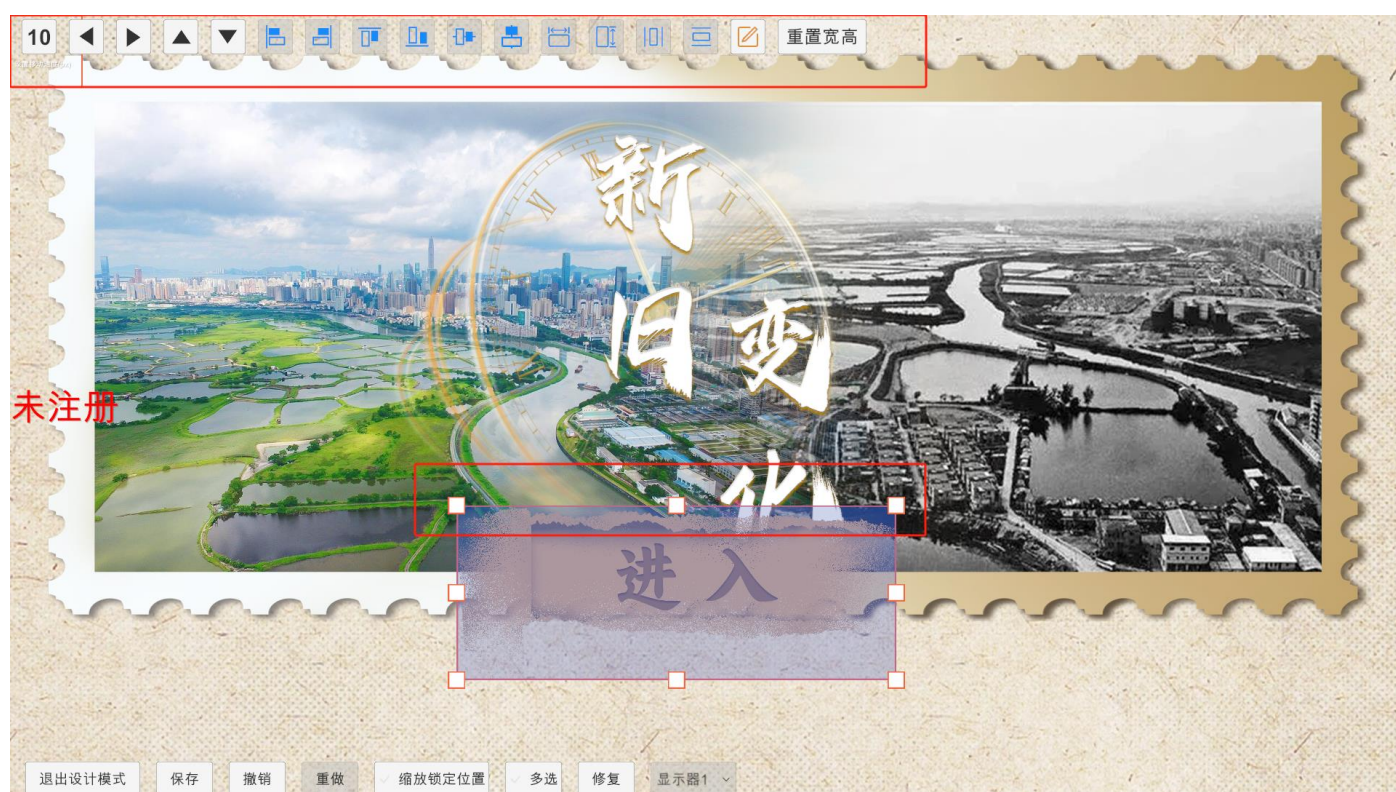 10 重置宽高
新
旧 变
化
未注册
进入
退出设计模式 保存 撤销 重做 缩放锁定位置 多选 修复 显示器1